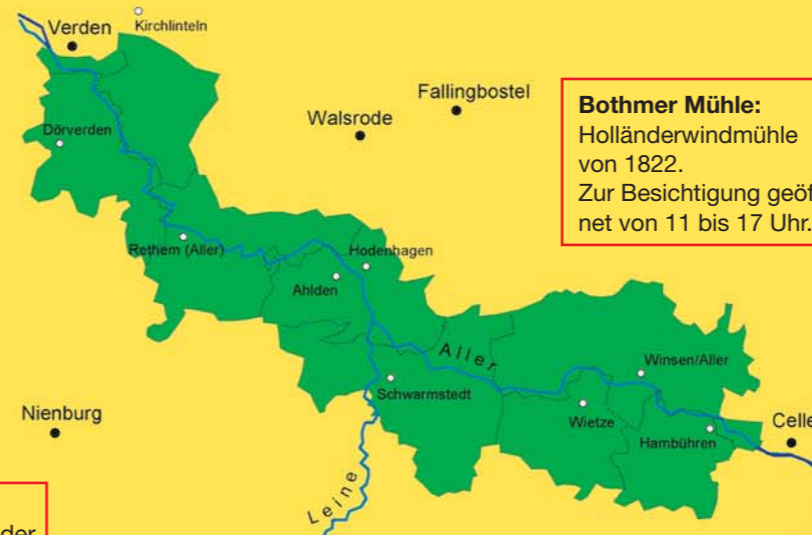 Kirchlinteln
Verden
Fallingbostel
Walsrode
Bothmer Mühle:
Holländerwindmühle
von 1822.
Zur Besichtigung geöf
net von 11 bis 17 Uhr.
Dörverden
Rethem (Aller)
Hodenhagen
Ahlden
Aller
Winsen/Aller
Schwarmstedt
Wietze
Nienburg
Hambühren
Celle
Leine
der